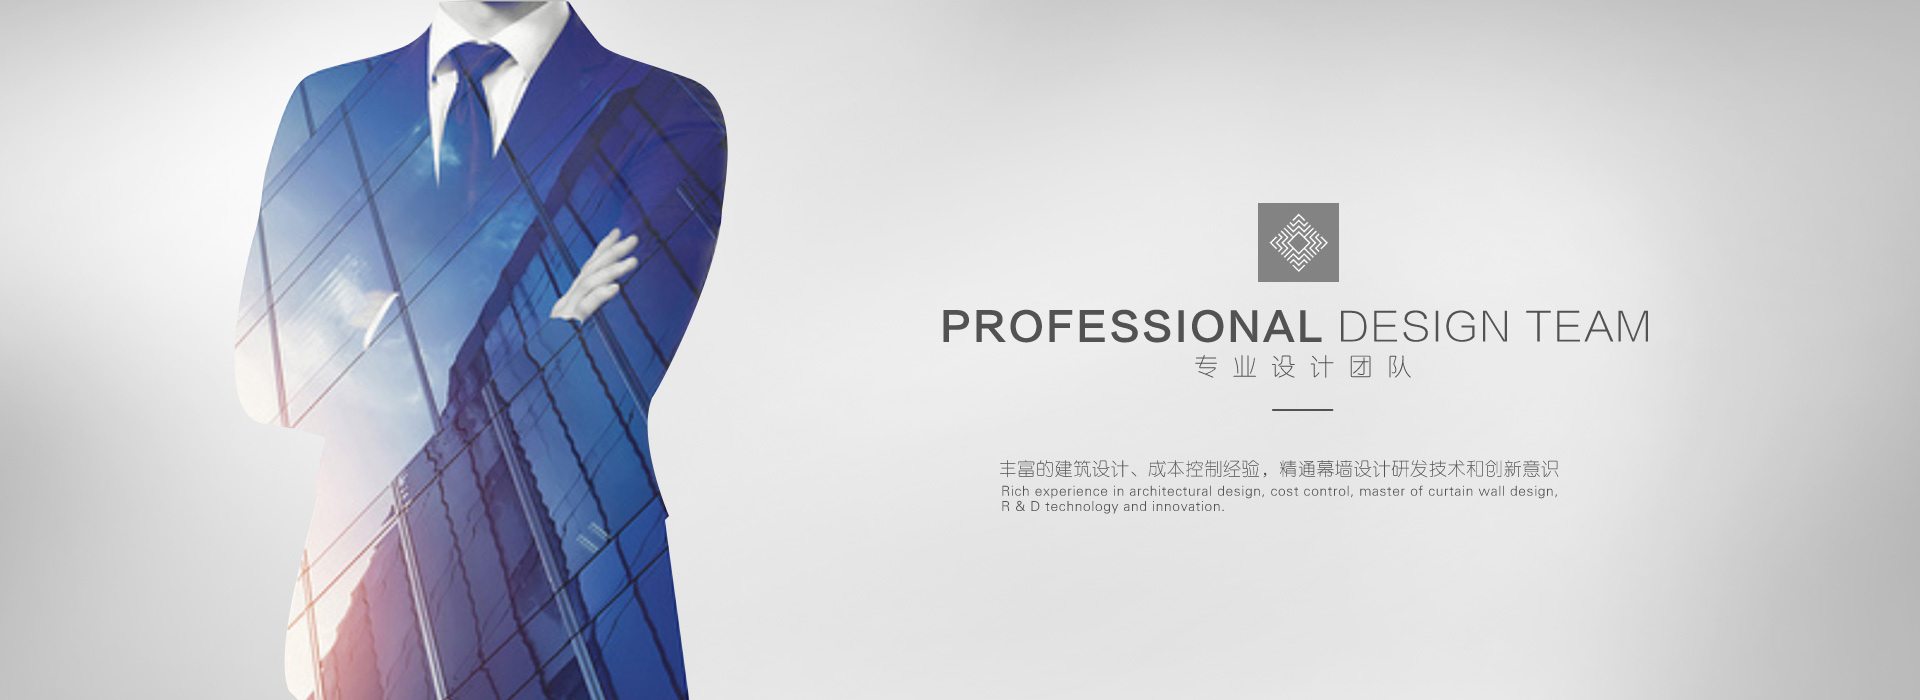 PROFESSIONAL DESIGN TEAM
专业设计团队
丰富的建筑设计、成本控制经验，精通幕墙设计研发技术和创新意识
Rich experience in architectural design, cost control, master of curtain wall design,
R & D technology and innovation.